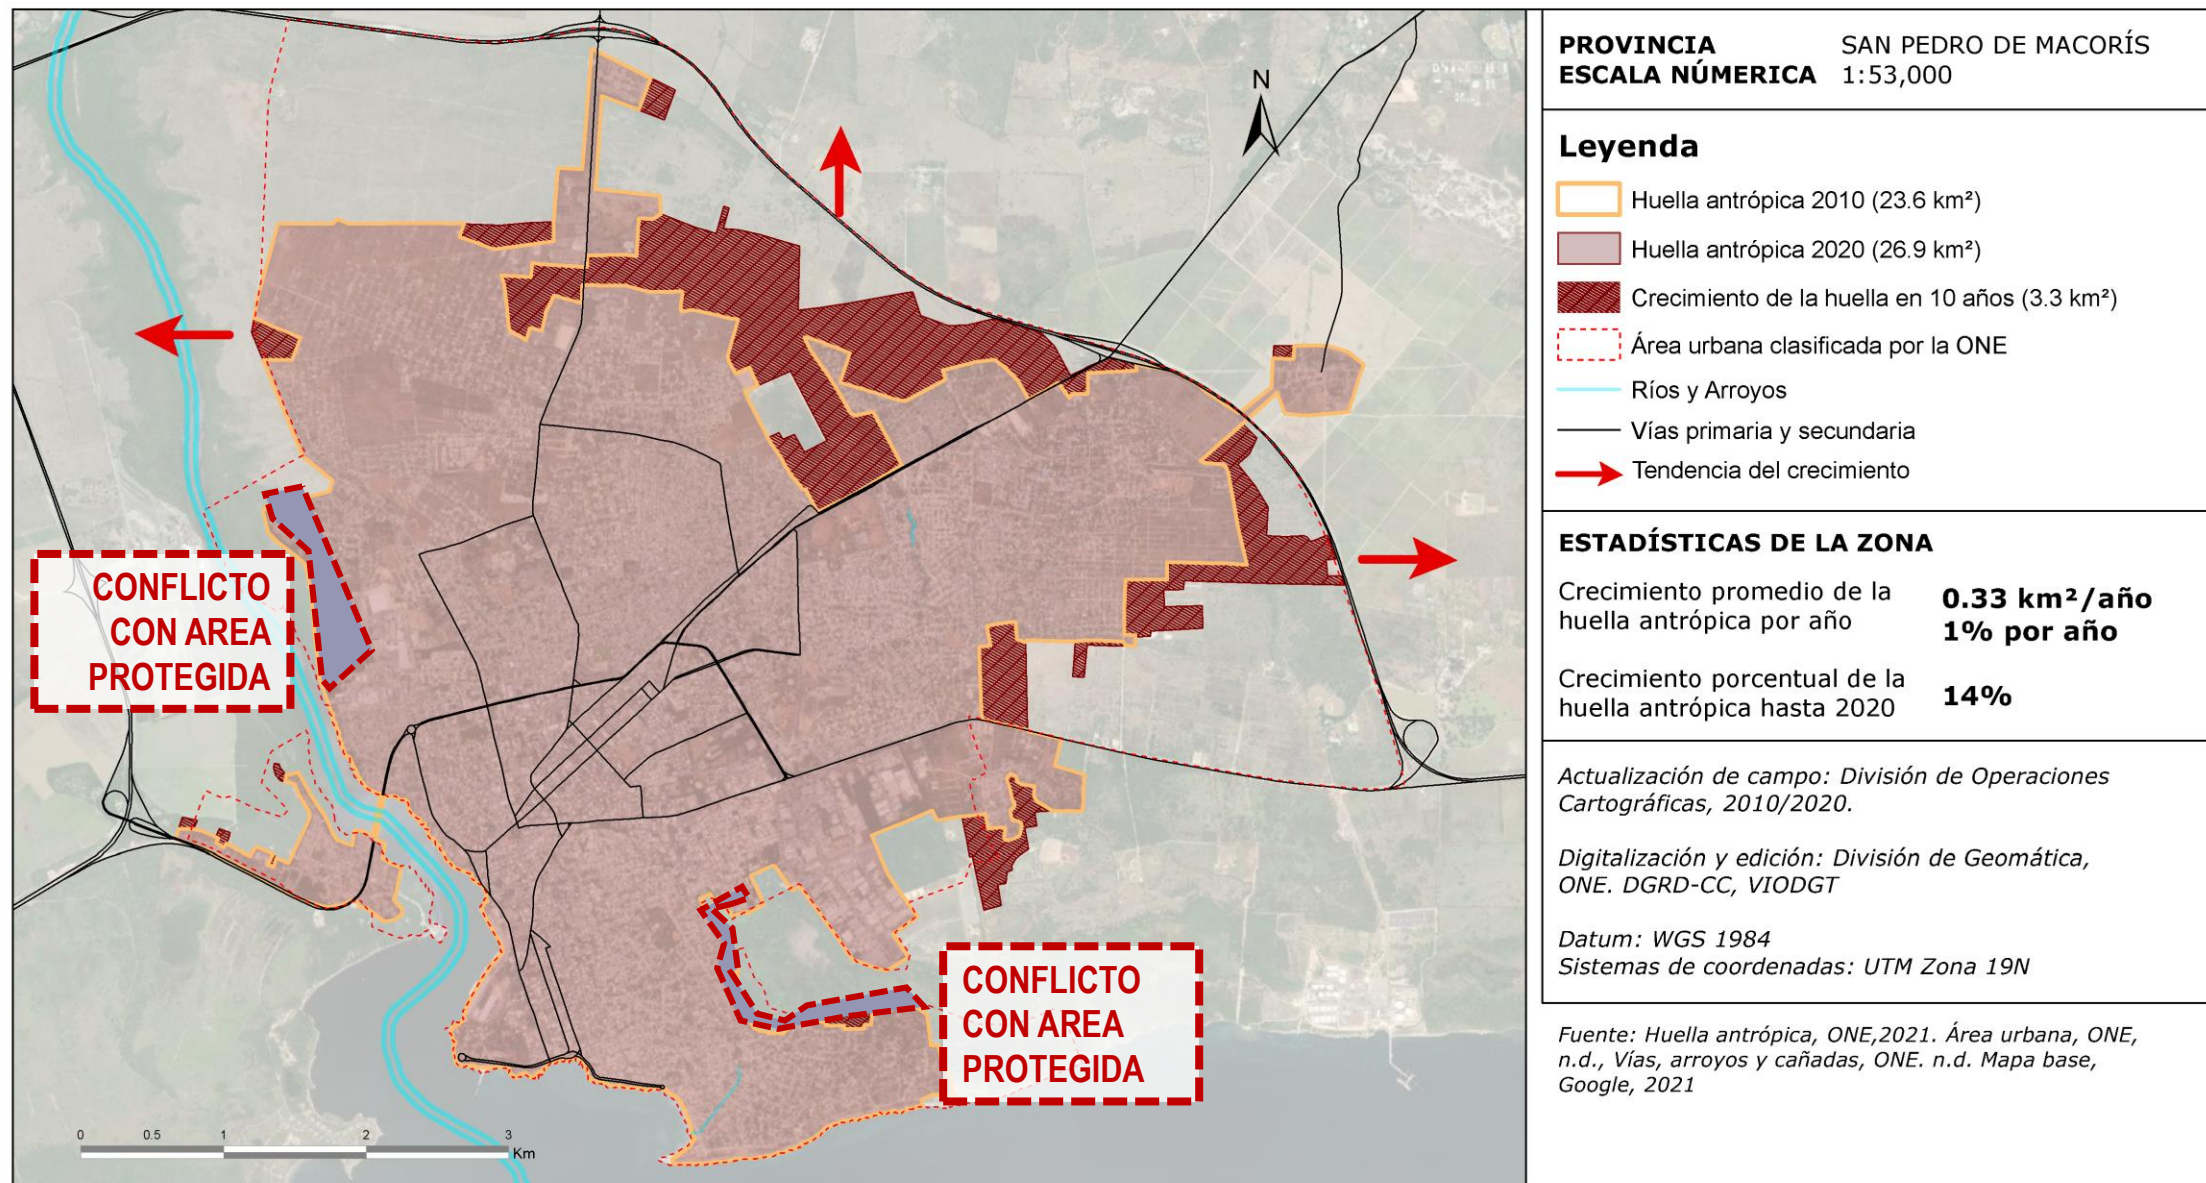 N
CONFLICTO
CON AREA
PROTEGIDA
CONFLICTO
CON AREA
PROTEGIDA
0 0.5 1 2 3
Km
PROVINCIA SAN PEDRO DE MACORÍS
ESCALA NÚMERICA 1:53,000
Leyenda
Huella antrópica 2010 (23.6 km²)
Huella antrópica 2020 (26.9 km²)
Crecimiento de la huella en 10 años (3.3 km²)
Área urbana clasificada por la ONE
Ríos y Arroyos
Vías primaria y secundaria
Tendencia del crecimiento
ESTADÍSTICAS DE LA ZONA
Crecimiento promedio de la
huella antrópica por año
0.33 km²/año
1% por año
Crecimiento porcentual de la
huella antrópica hasta 2020
14%
Actualización de campo: División de Operaciones
Cartográficas, 2010/2020.
Digitalización y edición: División de Geomática,
ONE. DGRD-CC, VIODGT
Datum: WGS 1984
Sistemas de coordenadas: UTM Zona 19N
Fuente: Huella antrópica, ONE,2021. Área urbana, ONE,
n.d., Vías, arroyos y cañadas, ONE. n.d. Mapa base,
Google, 2021